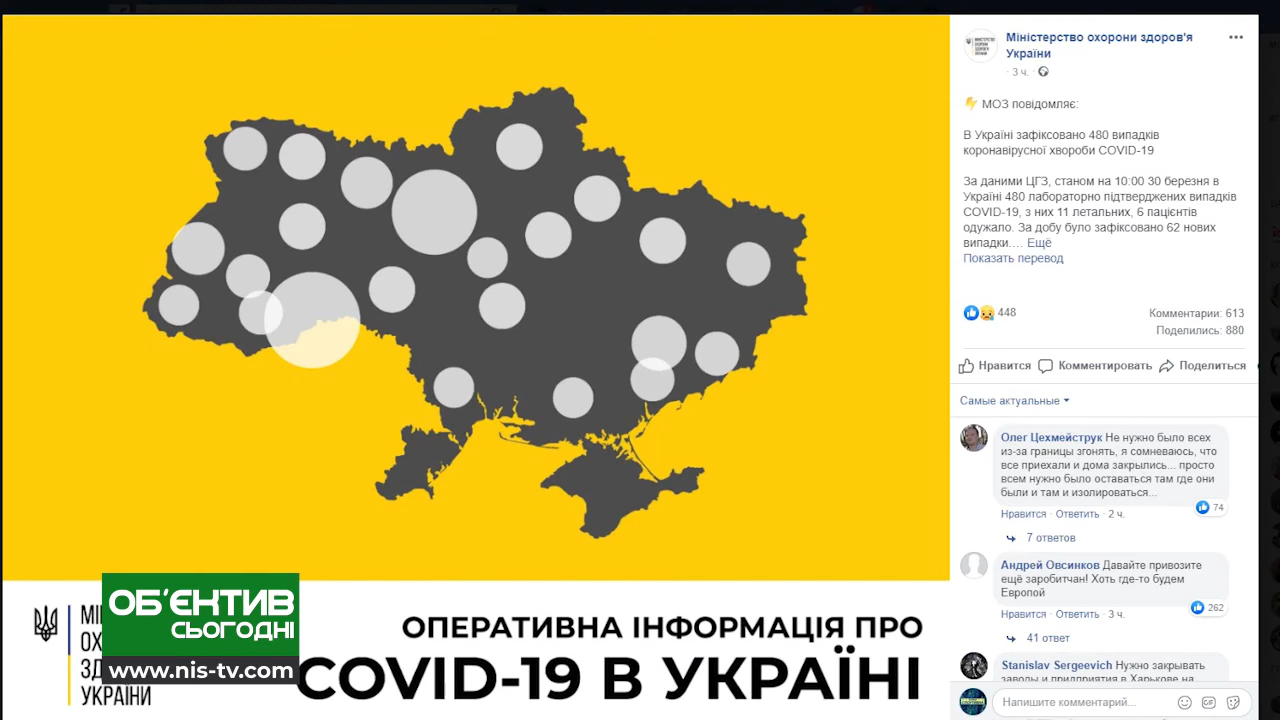 Міністерство охорони здоров'я
України
3 ч.
МОЗ повідомляє:
В Україні зафіксовано 480 випадків
коронавірусної хвороби COVID-19
За даними ЦГЗ, станом на 10:00 30 березня в
Україні 480 лабораторно підтверджених випадків
COVID-19, з них 11 летальних, 6 пацієнтів
одужало. За добу було зафіксовано 62 нових
випадки.... Ещё
Показать перевод
448
Комментарии: 613
Поделились: 880
Нравится Комментировать Поделиться
Самые актуальные
Олег Цехмейструк Не нужно было всех
из-за границы згонять, я сомневаюсь, что
все приехали и дома закрылись... просто
всем нужно было оставаться там где они
были и там и изолироваться...
74
Нравится · Ответить · 2 ч.
7 ответов
Андрей Овсинков Давайте привозите
ещё заробитчан! Хоть где-то будем
Европой
262
Нравится · Ответить · 3 ч.
41 ответ
Stanislav Sergeevich Нужно закрывать
заводы и предприятия в Харькове на
Напишите комментарий...
GIF
ОБ'ЄКТИВ
СЬОГОДНІ
www.nis-tv.com
УКРАЇНИ
ОПЕРАТИВНА ІНФОРМАЦІЯ ПРО
COVID-19 В УКРАЇНІ